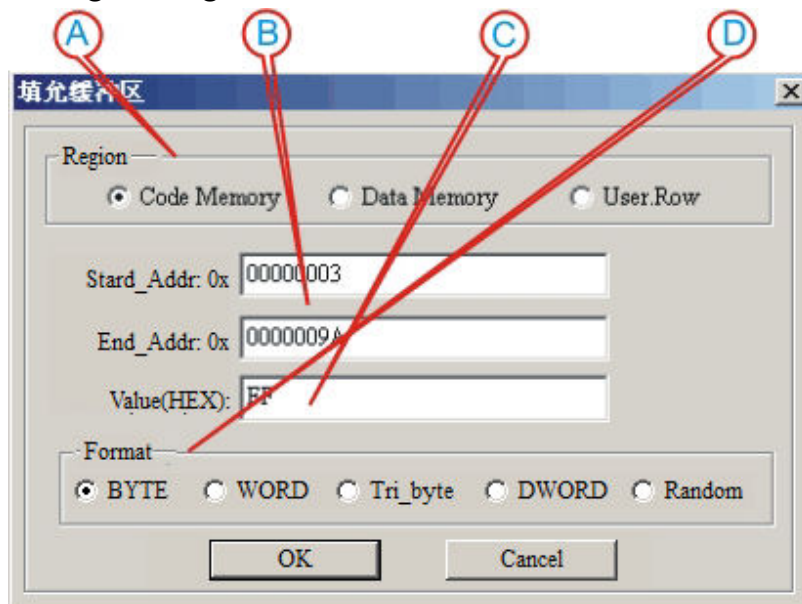 A B C D
填允缓冲区
Region
Code Memory Data Memory User.Row
Stard_Addr: 0x 00000003
End_Addr: 0x 0000009A
Value(HEX): FF
Format
BYTE WORD Tri_byte DWORD Random
OK Cancel